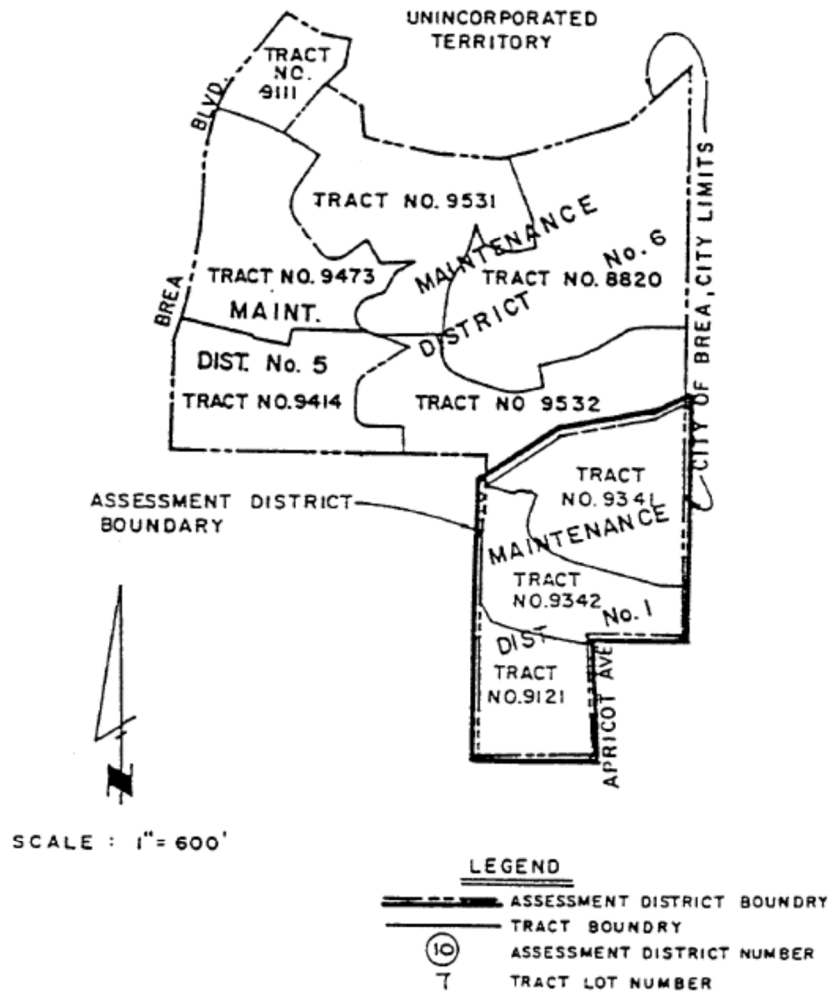 UNINCORPORATED
TERRITORY
TRACT
NO.
9111
BLVD.
BREA
TRACT NO. 9531
MAINTENANCE
DISTRICT
No. 6
TRACT NO. 8820
TRACT NO. 9473
MAINT.
DIST. No. 5
TRACT NO. 9414
TRACT NO 9532
CITY OF BREA, CITY LIMITS
ASSESSMENT DISTRICT
BOUNDARY
TRACT
NO. 9341
MAINTENANCE
TRACT
NO. 9342
DIST
No. 1
TRACT
NO. 9121
APRICOT AVE
SCALE : 1"= 600'
LEGEND
ASSESSMENT DISTRICT BOUNDRY
TRACT BOUNDRY
10 ASSESSMENT DISTRICT NUMBER
7 TRACT LOT NUMBER